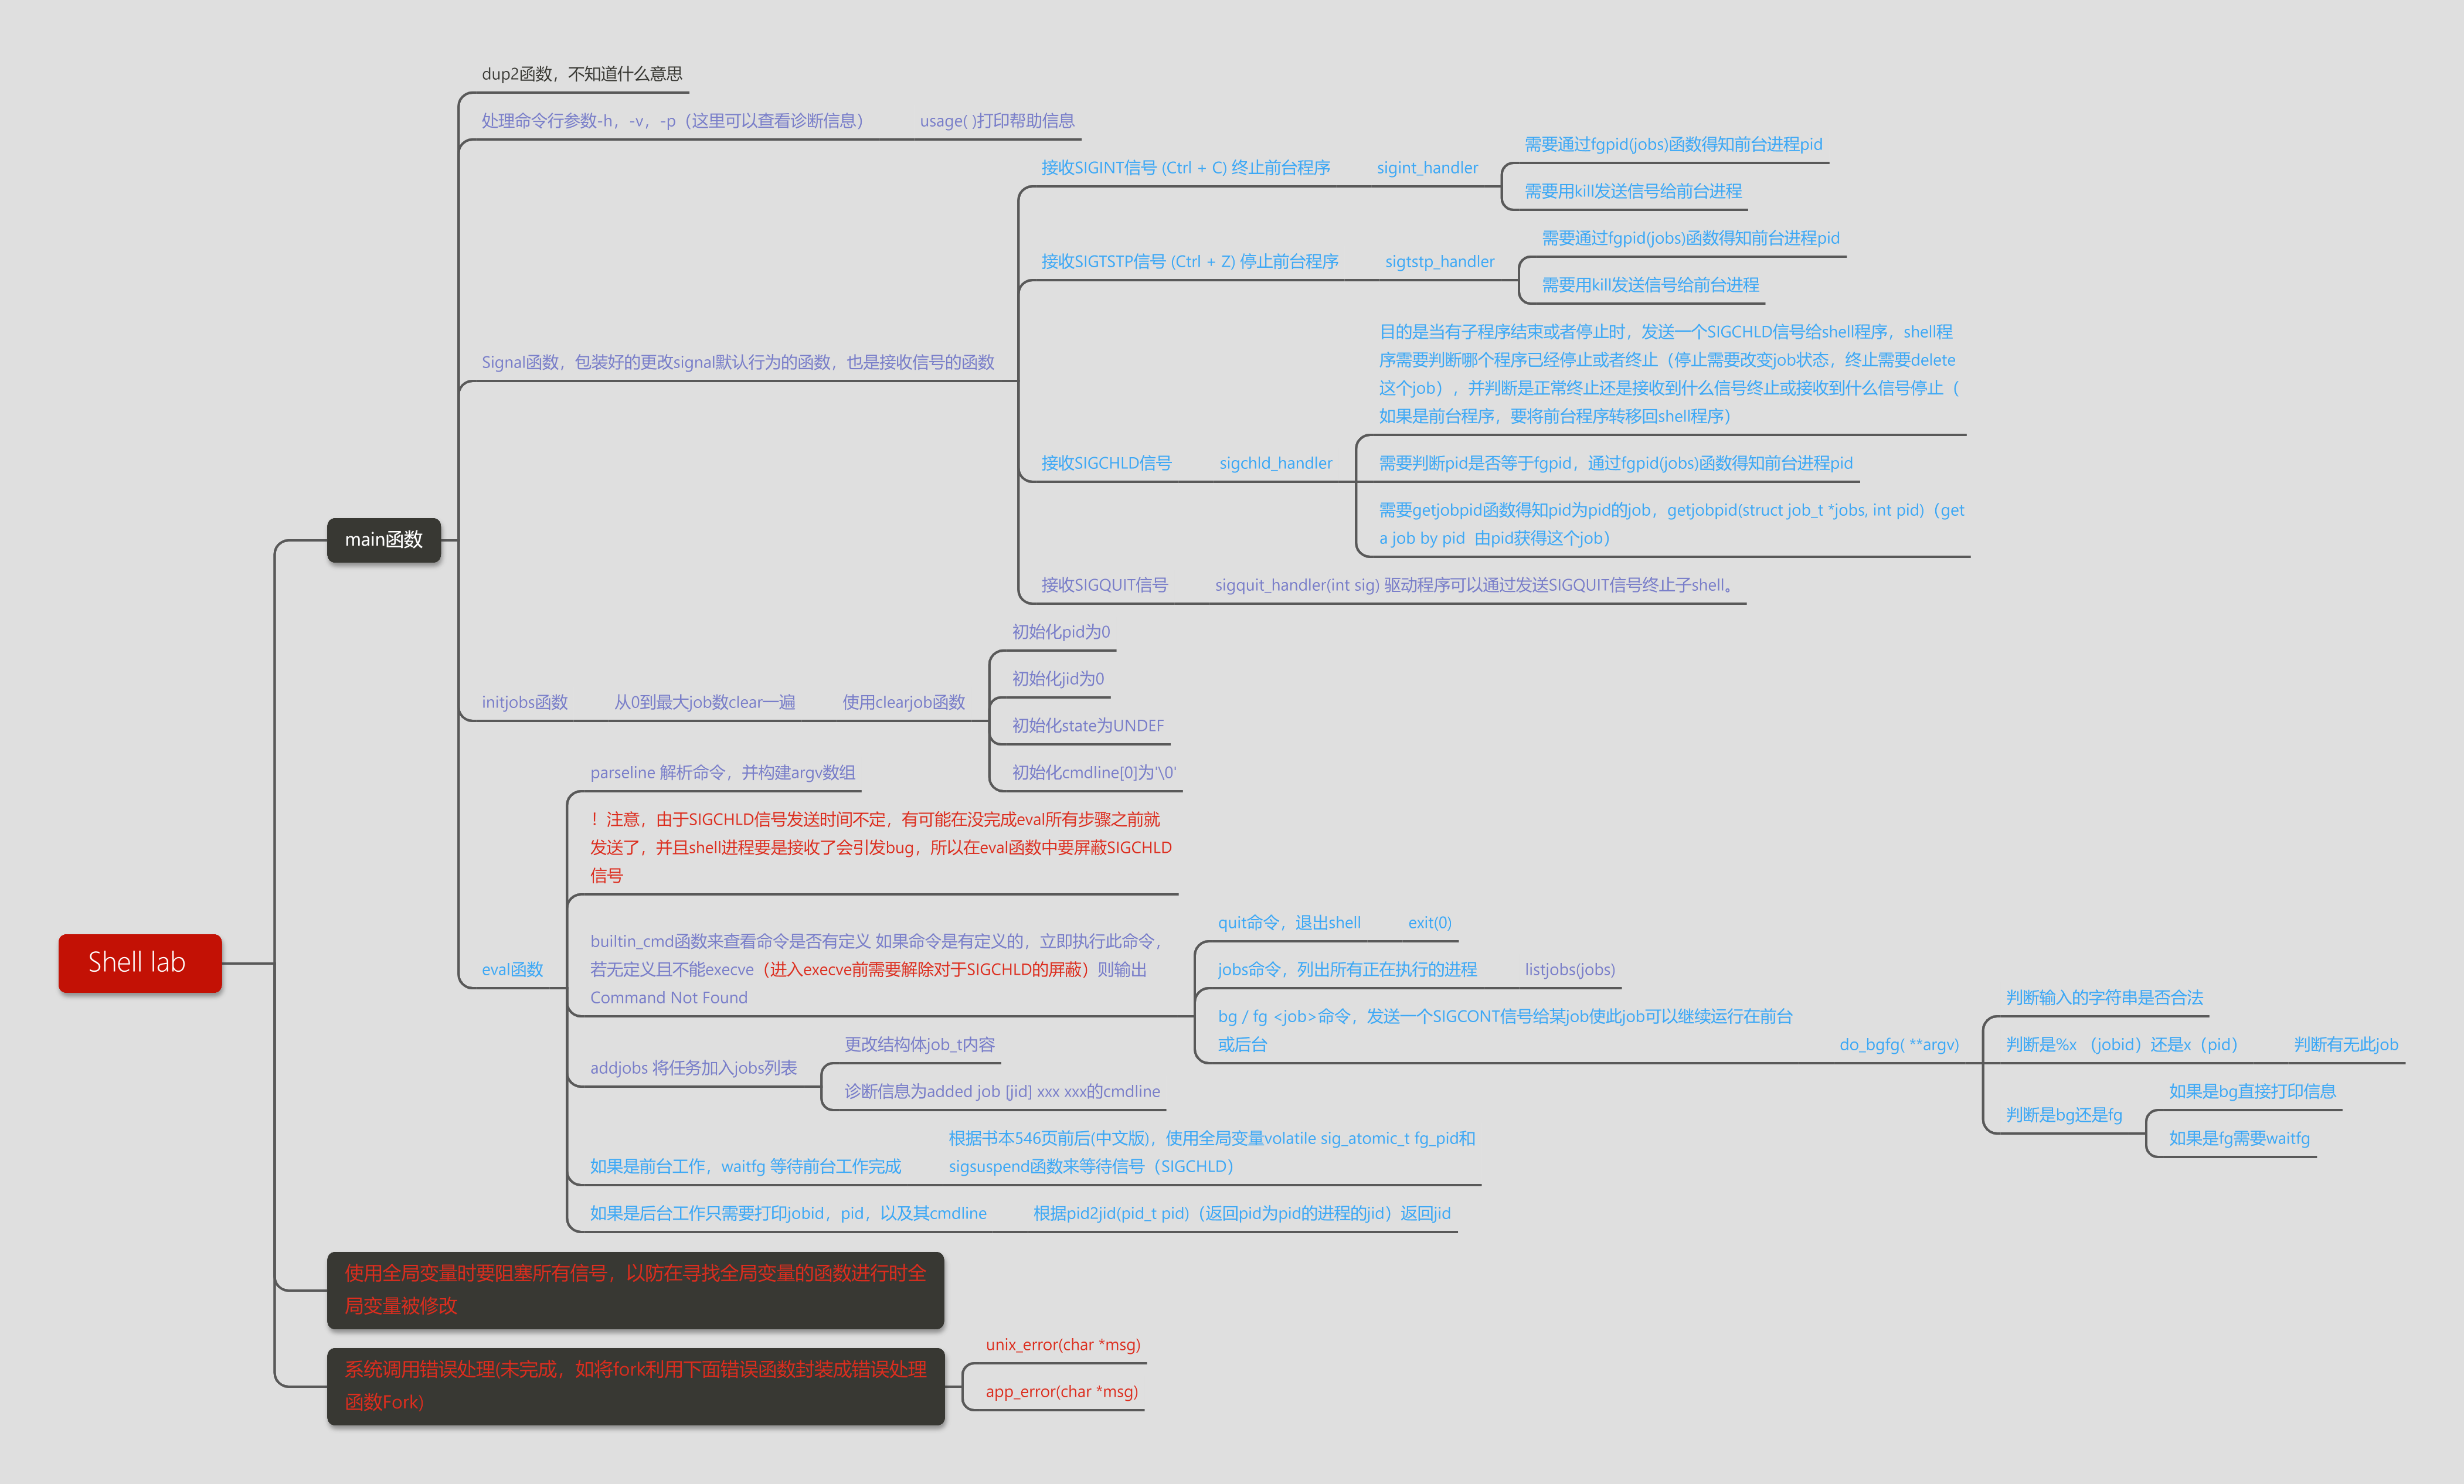 Shell lab
main函数
dup2函数，不知道什么意思
处理命令行参数-h，-v，-p（这里可以查看诊断信息）
usage( )打印帮助信息
Signal函数，包装好的更改signal默认行为的函数，也是接收信号的函数
接收SIGINT信号 (Ctrl + C) 终止前台程序
sigint_handler
需要通过fgpid(jobs)函数得知前台进程pid
需要用kill发送信号给前台进程
接收SIGTSTP信号 (Ctrl + Z) 停止前台程序
sigtstp_handler
需要通过fgpid(jobs)函数得知前台进程pid
需要用kill发送信号给前台进程
接收SIGCHLD信号
sigchld_handler
目的是当有子程序结束或者停止时，发送一个SIGCHLD信号给shell程序，shell程
序需要判断哪个程序已经停止或者终止（停止需要改变job状态，终止需要delete
这个job），并判断是正常终止还是接收到什么信号终止或接收到什么信号停止（
如果是前台程序，要将前台程序转移回shell程序）
需要判断pid是否等于fgpid，通过fgpid(jobs)函数得知前台进程pid
需要getjobpid函数得知pid为pid的job，getjobpid(struct job_t *jobs, int pid)（get
a job by pid  由pid获得这个job）
接收SIGQUIT信号
sigquit_handler(int sig) 驱动程序可以通过发送SIGQUIT信号终止子shell。
initjobs函数
从0到最大job数clear一遍
使用clearjob函数
初始化pid为0
初始化jid为0
初始化state为UNDEF
初始化cmdline[0]为'\0'
eval函数
parseline 解析命令，并构建argv数组
！注意，由于SIGCHLD信号发送时间不定，有可能在没完成eval所有步骤之前就
发送了，并且shell进程要是接收了会引发bug，所以在eval函数中要屏蔽SIGCHLD
信号
builtin_cmd函数来查看命令是否有定义 如果命令是有定义的，立即执行此命令，
若无定义且不能execve（进入execve前需要解除对于SIGCHLD的屏蔽）则输出
Command Not Found
quit命令，退出shell
exit(0)
jobs命令，列出所有正在执行的进程
listjobs(jobs)
bg / fg <job>命令，发送一个SIGCONT信号给某job使此job可以继续运行在前台
或后台
do_bgfg( **argv)
判断输入的字符串是否合法
判断是%x （jobid）还是x（pid）
判断有无此job
判断是bg还是fg
如果是bg直接打印信息
如果是fg需要waitfg
addjobs 将任务加入jobs列表
更改结构体job_t内容
诊断信息为added job [jid] xxx xxx的cmdline
如果是前台工作，waitfg 等待前台工作完成
根据书本546页前后(中文版)，使用全局变量volatile sig_atomic_t fg_pid和
sigsuspend函数来等待信号（SIGCHLD）
如果是后台工作只需要打印jobid，pid，以及其cmdline
根据pid2jid(pid_t pid)（返回pid为pid的进程的jid）返回jid
使用全局变量时要阻塞所有信号，以防在寻找全局变量的函数进行时全
局变量被修改
系统调用错误处理(未完成，如将fork利用下面错误函数封装成错误处理
函数Fork)
unix_error(char *msg)
app_error(char *msg)